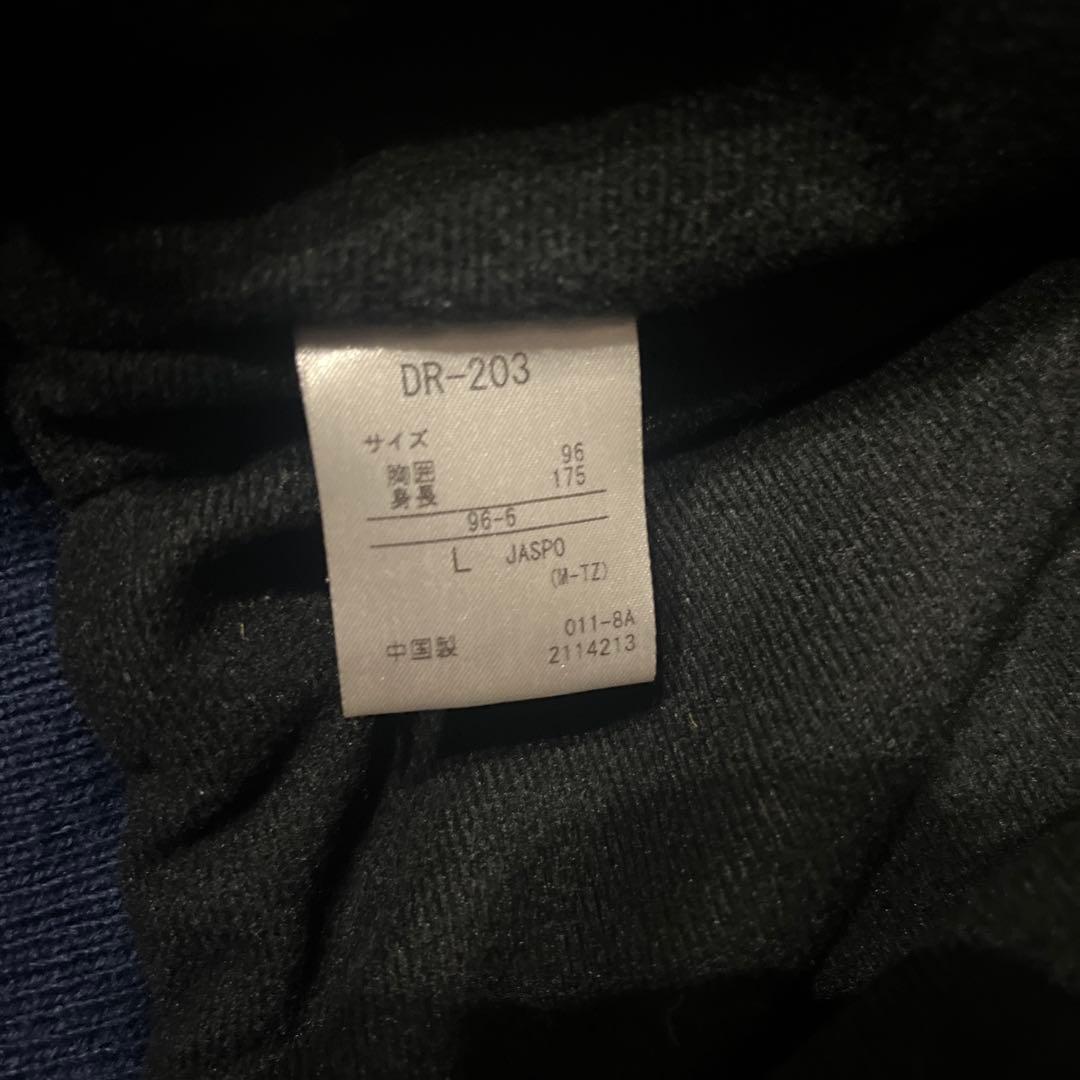 DR-203
サイズ
胸囲 96
身長 175
96-6
L JASPO
(M-TZ)
011-8A
中国製 2114213